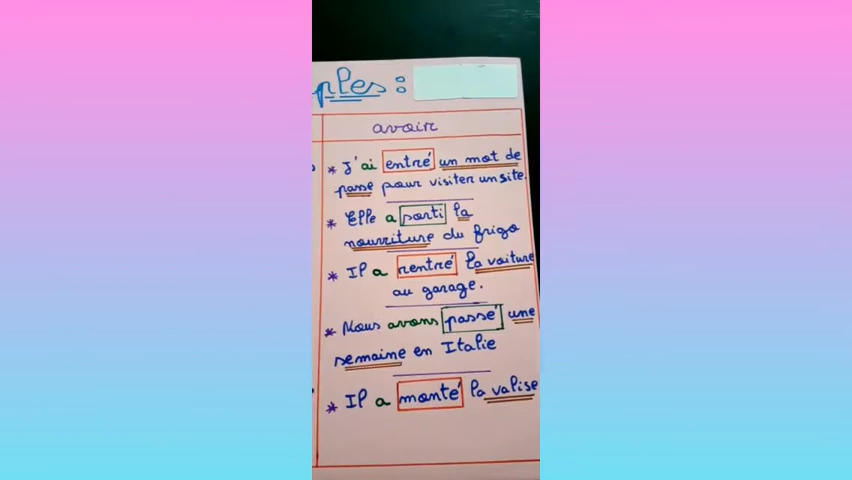 ples :
avoir
* J'ai entré un mot de
passe pour visiter un site.
* Elle a parti la
nourriture du frigo
* Il a rentré la voiture
au garage.
* Nous avons passé une
semaine en Italie
* Il a monté la valise